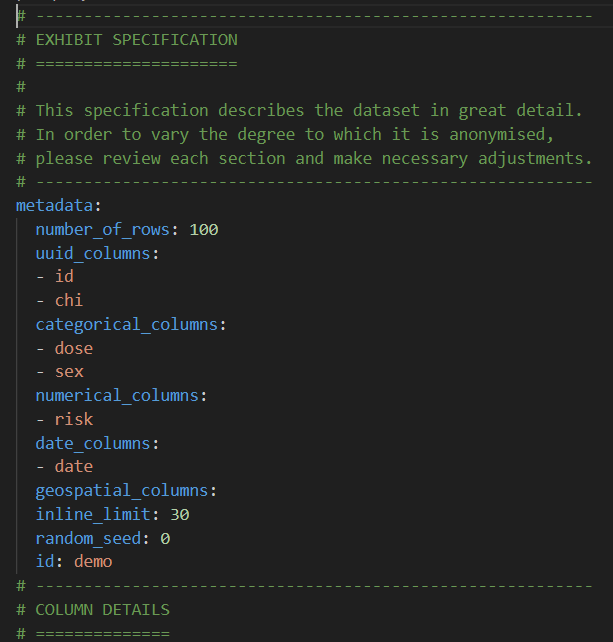 # ----------------------------------------------------------
# EXHIBIT SPECIFICATION
# =====================
#
# This specification describes the dataset in great detail.
# In order to vary the degree to which it is anonymised,
# please review each section and make necessary adjustments.
# ----------------------------------------------------------
metadata:
  number_of_rows: 100
  uuid_columns:
  - id
  - chi
  categorical_columns:
  - dose
  - sex
  numerical_columns:
  - risk
  date_columns:
  - date
  geospatial_columns:
  inline_limit: 30
  random_seed: 0
  id: demo
# ----------------------------------------------------------
# COLUMN DETAILS
# ==============